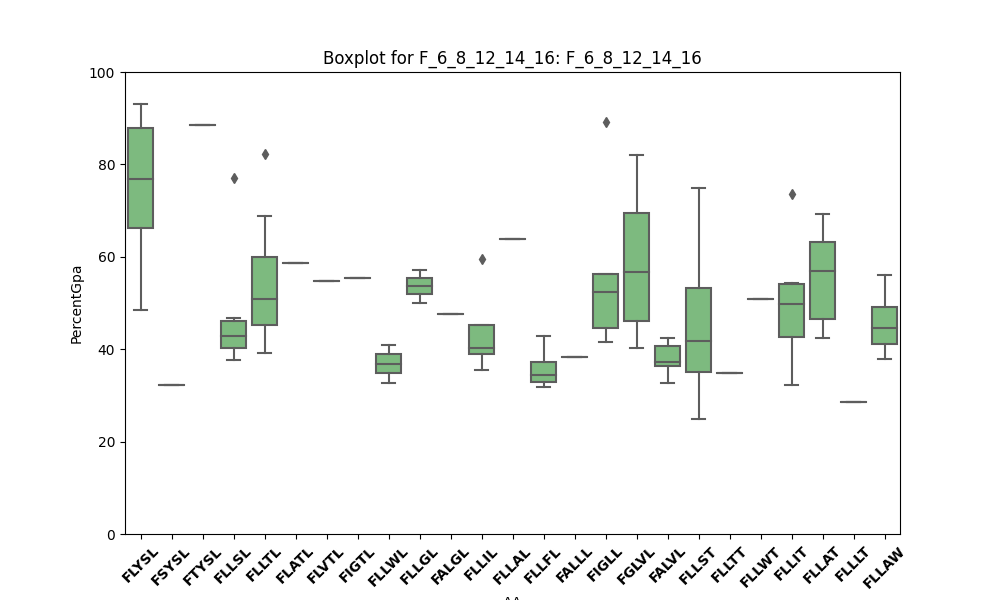 Boxplot for F_6_8_12_14_16: F_6_8_12_14_16
PercentGpa
100
80
60
40
20
0
FLYSL
FSYSL
FTYSL
FLLSL
FLLTL
FLATL
FLVTL
FIGTL
FLLWL
FLLGL
FALGL
FLLIL
FLLAL
FLLFL
FALLL
FIGLL
FGLVL
FALVL
FLLST
FLLTT
FLLWT
FLLIT
FLLAT
FLLLT
FLLAW